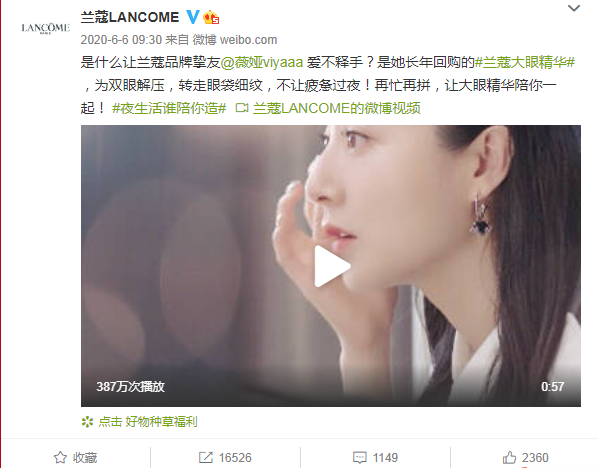 兰蔻LANCOME
LANCÔME
PARIS
2020-6-6 09:30 来自 微博 weibo.com
是什么让兰蔻品牌挚友@薇娅viyaaa 爱不释手？是她长年回购的#兰蔻大眼精华#
，为双眼解压，转走眼袋细纹，不让疲惫过夜！再忙再拼，让大眼精华陪你一
起！ #夜生活谁陪你造# 兰蔻LANCOME的微博视频
387万次播放 0:57
点击 好物种草福利
收藏 16526 1149 2360